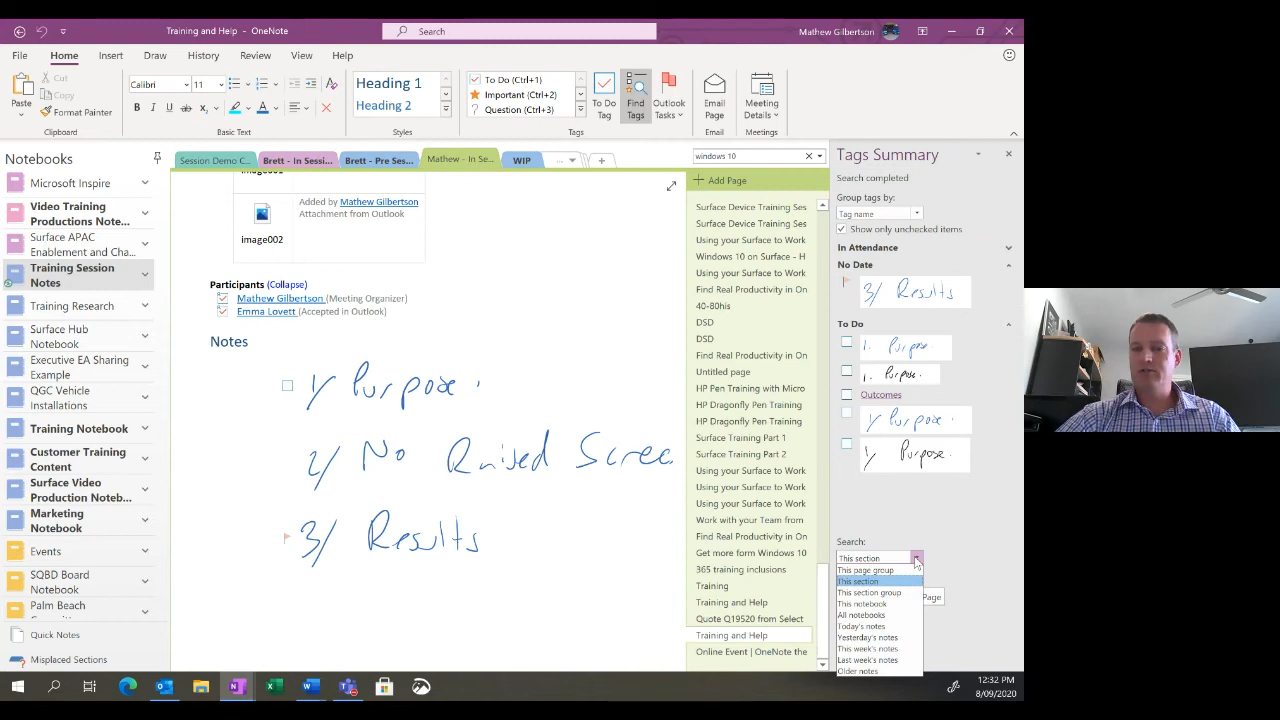 Training and Help - OneNote
Search
Mathew Gilbertson
File Home Insert Draw History Review View Help
Paste
Cut
Copy
Format Painter
Clipboard
Calibri 11
B I U ab x
Basic Text
Heading 1
Heading 2
Styles
To Do (Ctrl+1)
Important (Ctrl+2)
Question (Ctrl+3)
To Do Tag
Find Tags
Outlook Tasks
Tags
Email Page
Email
Meeting Details
Meetings
Notebooks
Microsoft Inspire
Video Training
Productions Note...
Surface APAC
Enablement and Cha...
Training Session
Notes
Training Research
Surface Hub
Notebook
Executive EA Sharing
Example
QGC Vehicle
Installations
Training Notebook
Customer Training
Content
Surface Video
Production Noteb...
Marketing
Notebook
Events
SQBD Board
Notebook
Palm Beach
Quick Notes
Misplaced Sections
Session Demo C...
Brett - In Sessi...
Brett - Pre Ses...
Mathew - In Se...
WIP
...
image002
Added by Mathew Gilbertson
Attachment from Outlook
Participants (Collapse)
Mathew Gilbertson (Meeting Organizer)
Emma Lovett (Accepted in Outlook)
Notes
1/ Purpose.
2/ No Raised Scree
3/ Results
windows 10
Add Page
Surface Device Training Ses
Surface Device Training Ses
Using your Surface to Work
Windows 10 on Surface - H
Using your Surface to Work
Find Real Productivity in On
40-80his
DSD
DSD
Find Real Productivity in On
Untitled page
HP Pen Training with Micro
HP Dragonfly Pen Training
HP Dragonfly Pen Training
Surface Training Part 1
Surface Training Part 2
Using your Surface to Work
Using your Surface to Work
Using your Surface to Work
Work with your Team from
Find Real Productivity in On
Get more form Windows 10
365 training inclusions
Training
Training and Help
Quote Q19520 from Select
Training and Help
Online Event | OneNote the
Tags Summary
Search completed
Group tags by:
Tag name
Show only unchecked items
In Attendance
No Date
3/ Results
To Do
1. Purpose.
1. Purpose.
Outcomes
1/ Purpose.
1/ Purpose.
Search:
This section
This page group
This section
This section group
This notebook
All notebooks
Today's notes
Yesterday's notes
This week's notes
Last week's notes
Older notes
Page
12:32 PM
8/09/2020